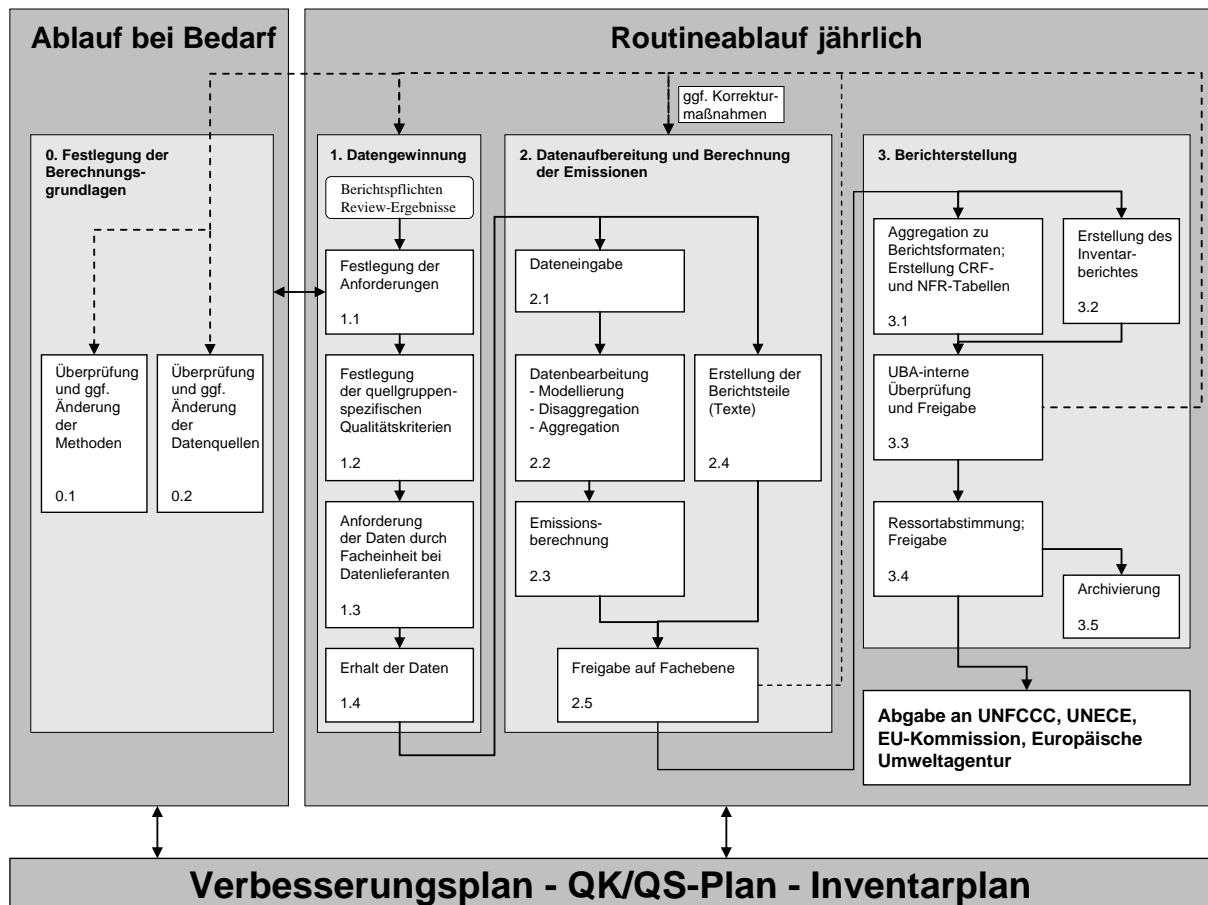 Ablauf bei Bedarf
Routineablauf jährlich
ggf. Korrektur-
maßnahmen
0. Festlegung der
Berechnungs-
grundlagen
Überprüfung
und ggf.
Änderung
der
Methoden
0.1
Überprüfung
und ggf.
Änderung
der
Datenquellen
0.2
1. Datengewinnung
Berichtspflichten
Review-Ergebnisse
Festlegung der
Anforderungen
1.1
Festlegung
der quellgruppen-
spezifischen
Qualitätskriterien
1.2
Anforderung
der Daten durch
Facheinheit bei
Datenlieferanten
1.3
Erhalt der Daten
1.4
2. Datenaufbereitung und Berechnung
der Emissionen
Dateneingabe
2.1
Datenbearbeitung
- Modellierung
- Disaggregation
- Aggregation
2.2
Emissions-
berechnung
2.3
Erstellung der
Berichtsteile
(Texte)
2.4
Freigabe auf Fachebene
2.5
3. Berichterstellung
Aggregation zu
Berichtsformaten;
Erstellung CRF-
und NFR-Tabellen
3.1
Erstellung des
Inventar-
berichtes
3.2
UBA-interne
Überprüfung
und Freigabe
3.3
Ressortabstimmung;
Freigabe
3.4
Archivierung
3.5
Abgabe an UNFCCC, UNECE,
EU-Kommission, Europäische
Umweltagentur
Verbesserungsplan - QK/QS-Plan - Inventarplan